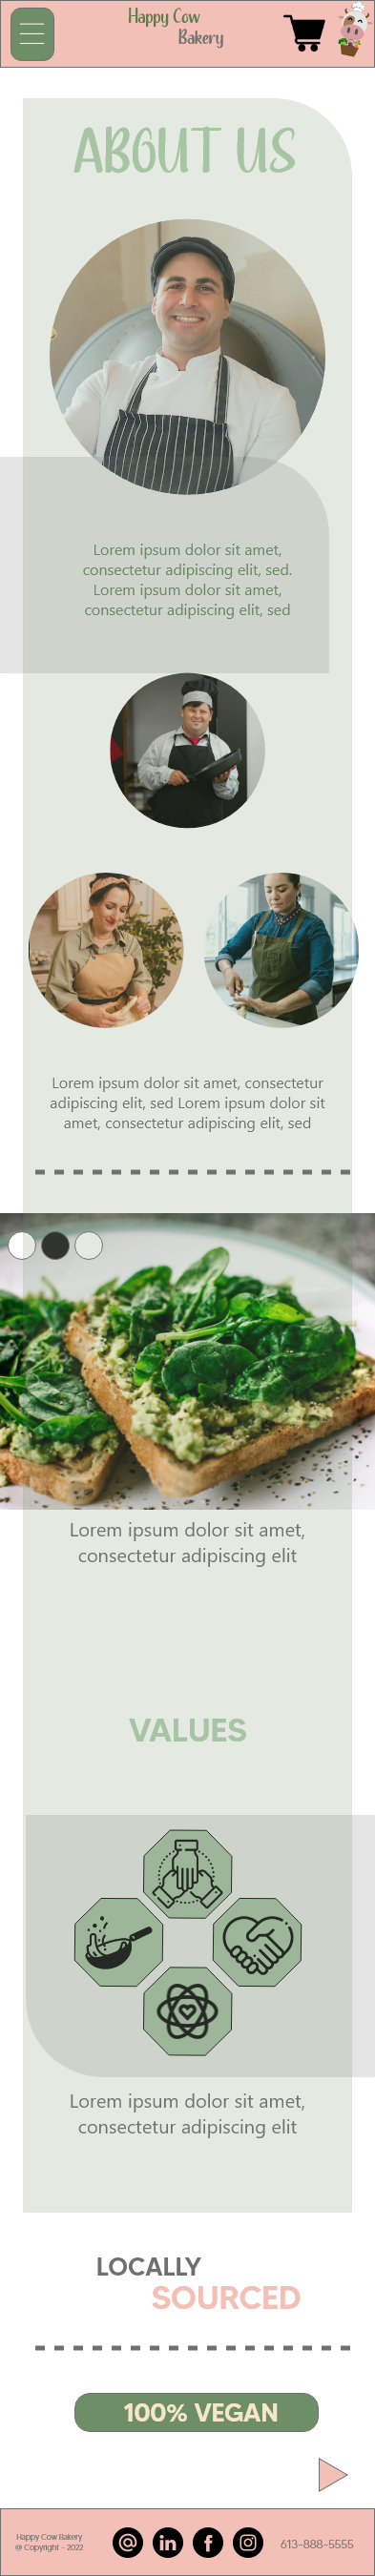 Happy Cow
Bakery
ABOUT US
Lorem ipsum dolor sit amet,
consectetur adipiscing elit, sed.
Lorem ipsum dolor sit amet,
consectetur adipiscing elit, sed
Lorem ipsum dolor sit amet, consectetur
adipiscing elit, sed Lorem ipsum dolor sit
amet, consectetur adipiscing elit, sed
Lorem ipsum dolor sit amet,
consectetur adipiscing elit
VALUES
Lorem ipsum dolor sit amet,
consectetur adipiscing elit
LOCALLY
SOURCED
100% VEGAN
Happy Cow Bakery
@ Copyright - 2022
613-888-5555